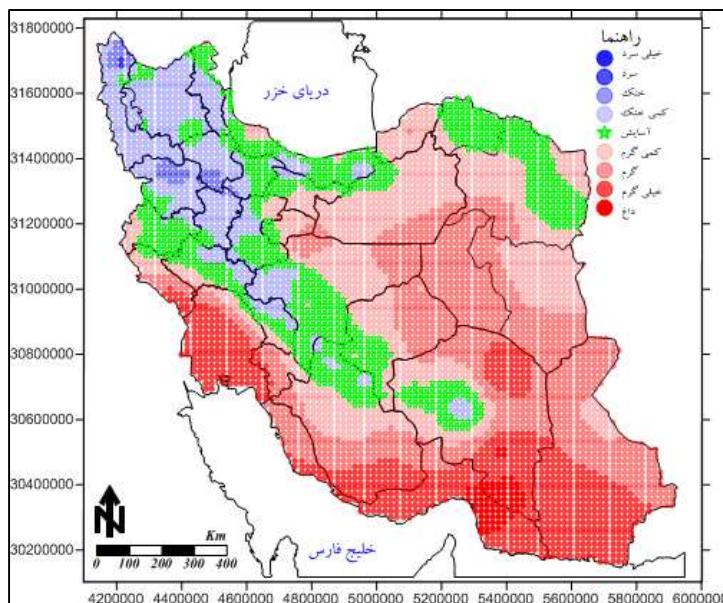 31800000
31600000
31400000
31200000
31000000
30800000
30600000
30400000
30200000
راهنما
خیلی سرد
سرد
خنک
کمی خنک
آسایش
کمی گرم
گرم
خیلی گرم
داغ
دریای خزر
خلیج فارس
N
Km
0 100 200 300 400
4200000 4400000 4600000 4800000 5000000 5200000 5400000 5600000 5800000